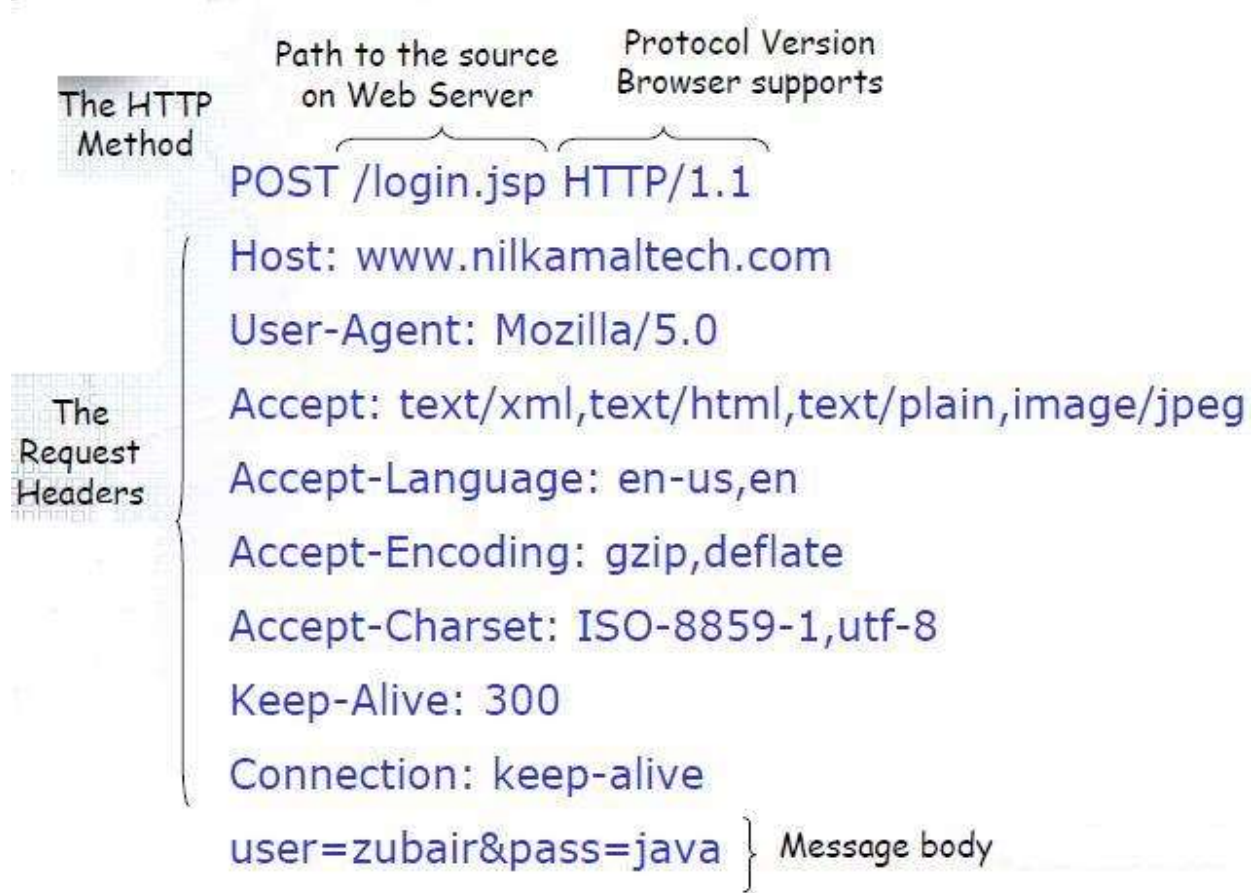 Path to the source
on Web Server
Protocol Version
Browser supports
The HTTP
Method
POST /login.jsp HTTP/1.1
Host: www.nilkamaltech.com
User-Agent: Mozilla/5.0
Accept: text/xml,text/html,text/plain,image/jpeg
Accept-Language: en-us,en
Accept-Encoding: gzip,deflate
Accept-Charset: ISO-8859-1,utf-8
Keep-Alive: 300
Connection: keep-alive
The
Request
Headers
user=zubair&pass=java
Message body